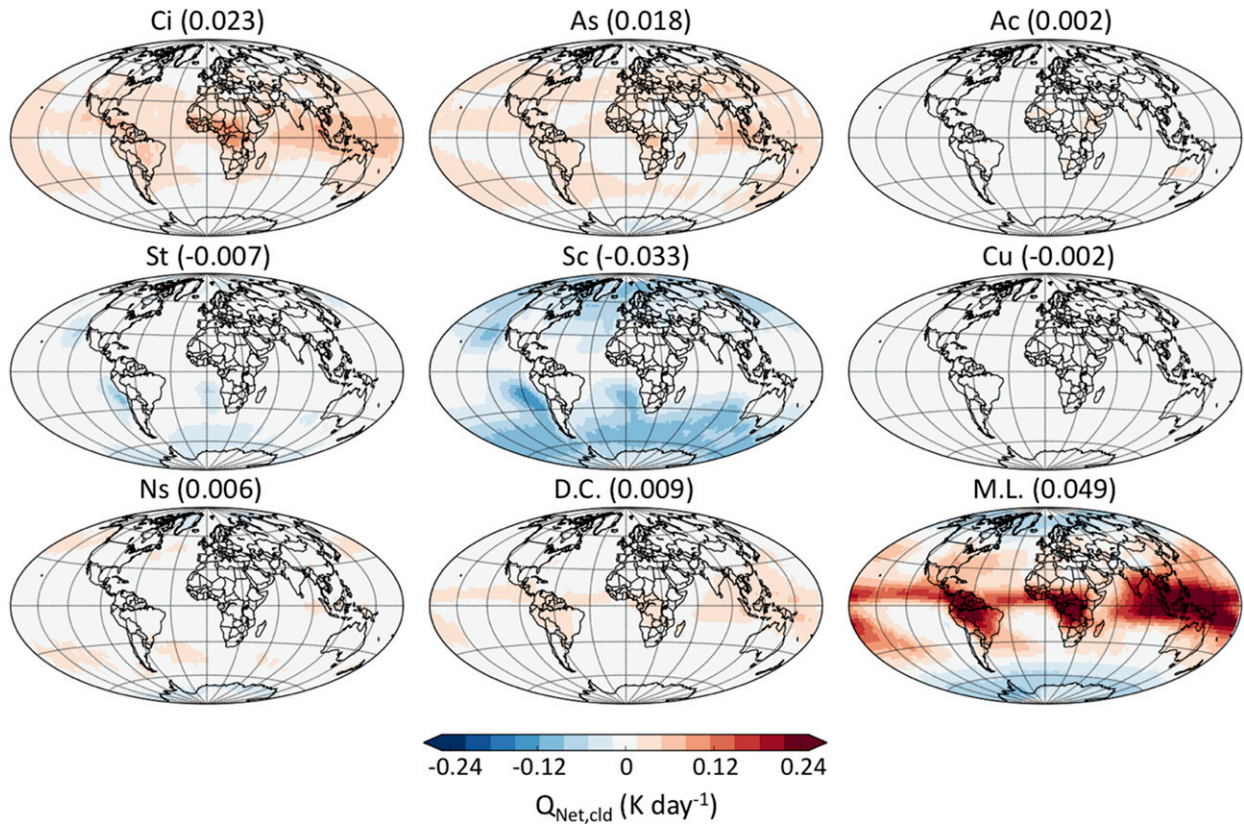 Ci (0.023) As (0.018) Ac (0.002)
St (-0.007) Sc (-0.033) Cu (-0.002)
Ns (0.006) D.C. (0.009) M.L. (0.049)
-0.24 -0.12 0 0.12 0.24
Q_Net,cld (K day⁻¹)